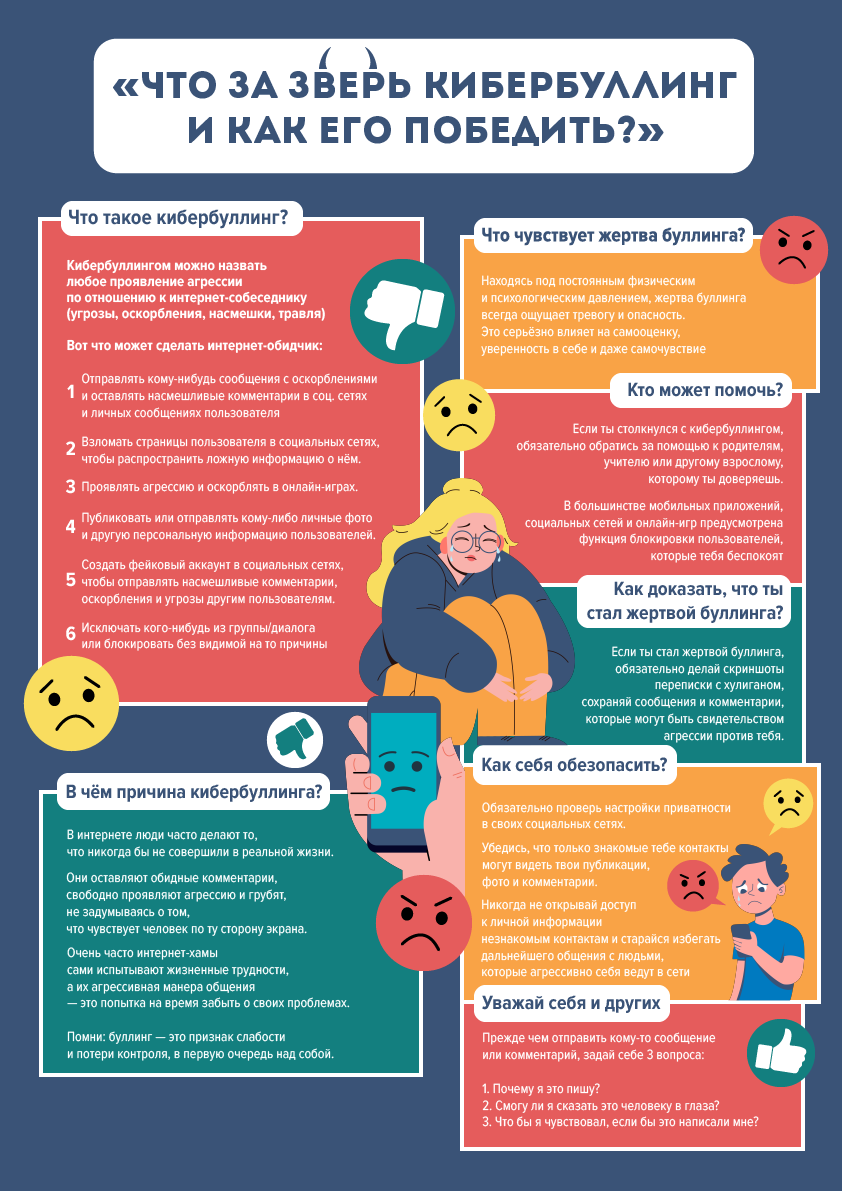 «ЧТО ЗА ЗВЕРЬ КИБЕРБУЛЛИНГ
И КАК ЕГО ПОБЕДИТЬ?»
Что такое кибербуллинг?
Кибербуллингом можно назвать
любое проявление агрессии
по отношению к интернет-собеседнику
(угрозы, оскорбления, насмешки, травля)
Вот что может сделать интернет-обидчик:
1 Отправлять кому-нибудь сообщения с оскорблениями
и оставлять насмешливые комментарии в соц. сетях
и личных сообщениях пользователя
2 Взломать страницы пользователя в социальных сетях,
чтобы распространить ложную информацию о нём.
3 Проявлять агрессию и оскорблять в онлайн-играх.
4 Публиковать или отправлять кому-либо личные фото
и другую персональную информацию пользователей.
5 Создать фейковый аккаунт в социальных сетях,
чтобы отправлять насмешливые комментарии,
оскорбления и угрозы другим пользователям.
6 Исключать кого-нибудь из группы/диалога
или блокировать без видимой на то причины
В чём причина кибербуллинга?
В интернете люди часто делают то,
что никогда бы не совершили в реальной жизни.
Они оставляют обидные комментарии,
свободно проявляют агрессию и грубят,
не задумываясь о том,
что чувствует человек по ту сторону экрана.
Очень часто интернет-хамы
сами испытывают жизненные трудности,
а их агрессивная манера общения
— это попытка на время забыть о своих проблемах.
Помни: буллинг — это признак слабости
и потери контроля, в первую очередь над собой.
Что чувствует жертва буллинга?
Находясь под постоянным физическим
и психологическим давлением, жертва буллинга
всегда ощущает тревогу и опасность.
Это серьёзно влияет на самооценку,
уверенность в себе и даже самочувствие
Кто может помочь?
Если ты столкнулся с кибербуллингом,
обязательно обратись за помощью к родителям,
учителю или другому взрослому,
которому ты доверяешь.
В большинстве мобильных приложений,
социальных сетей и онлайн-игр предусмотрена
функция блокировки пользователей,
которые тебя беспокоят
Как доказать, что ты
стал жертвой буллинга?
Если ты стал жертвой буллинга,
обязательно делай скриншоты
переписки с хулиганом,
сохраняй сообщения и комментарии,
которые могут быть свидетельством
агрессии против тебя.
Как себя обезопасить?
Обязательно проверь настройки приватности
в своих социальных сетях.
Убедись, что только знакомые тебе контакты
могут видеть твои публикации,
фото и комментарии.
Никогда не открывай доступ
к личной информации
незнакомым контактам и старайся избегать
дальнейшего общения с людьми,
которые агрессивно себя ведут в сети
Уважай себя и других
Прежде чем отправить кому-то сообщение
или комментарий, задай себе 3 вопроса:
1. Почему я это пишу?
2. Смогу ли я сказать это человеку в глаза?
3. Что бы я чувствовал, если бы это написали мне?